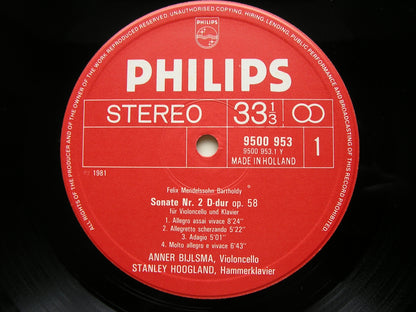 ALL RIGHTS OF THE PRODUCER AND OF THE OWNER OF THE WORK REPRODUCED RESERVED. UNAUTHORISED COPYING, HIRING, LENDING, PUBLIC PERFORMANCE AND BROADCASTING OF THIS RECORD PROHIBITED
PHILIPS
PHILIPS
STEREO
33 1/3
9500 953
9500 953.1 Y
MADE IN HOLLAND
1
℗ 1981
Felix Mendelssohn Bartholdy
Sonate Nr. 2 D-dur op. 58
für Violoncello und Klavier
1. Allegro assai vivace 8'24"
2. Allegretto scherzando 5'22"
3. Adagio 5'01"
4. Molto allegro e vivace 6'43"
ANNER BIJLSMA, Violoncello
STANLEY HOOGLAND, Hammerklavier